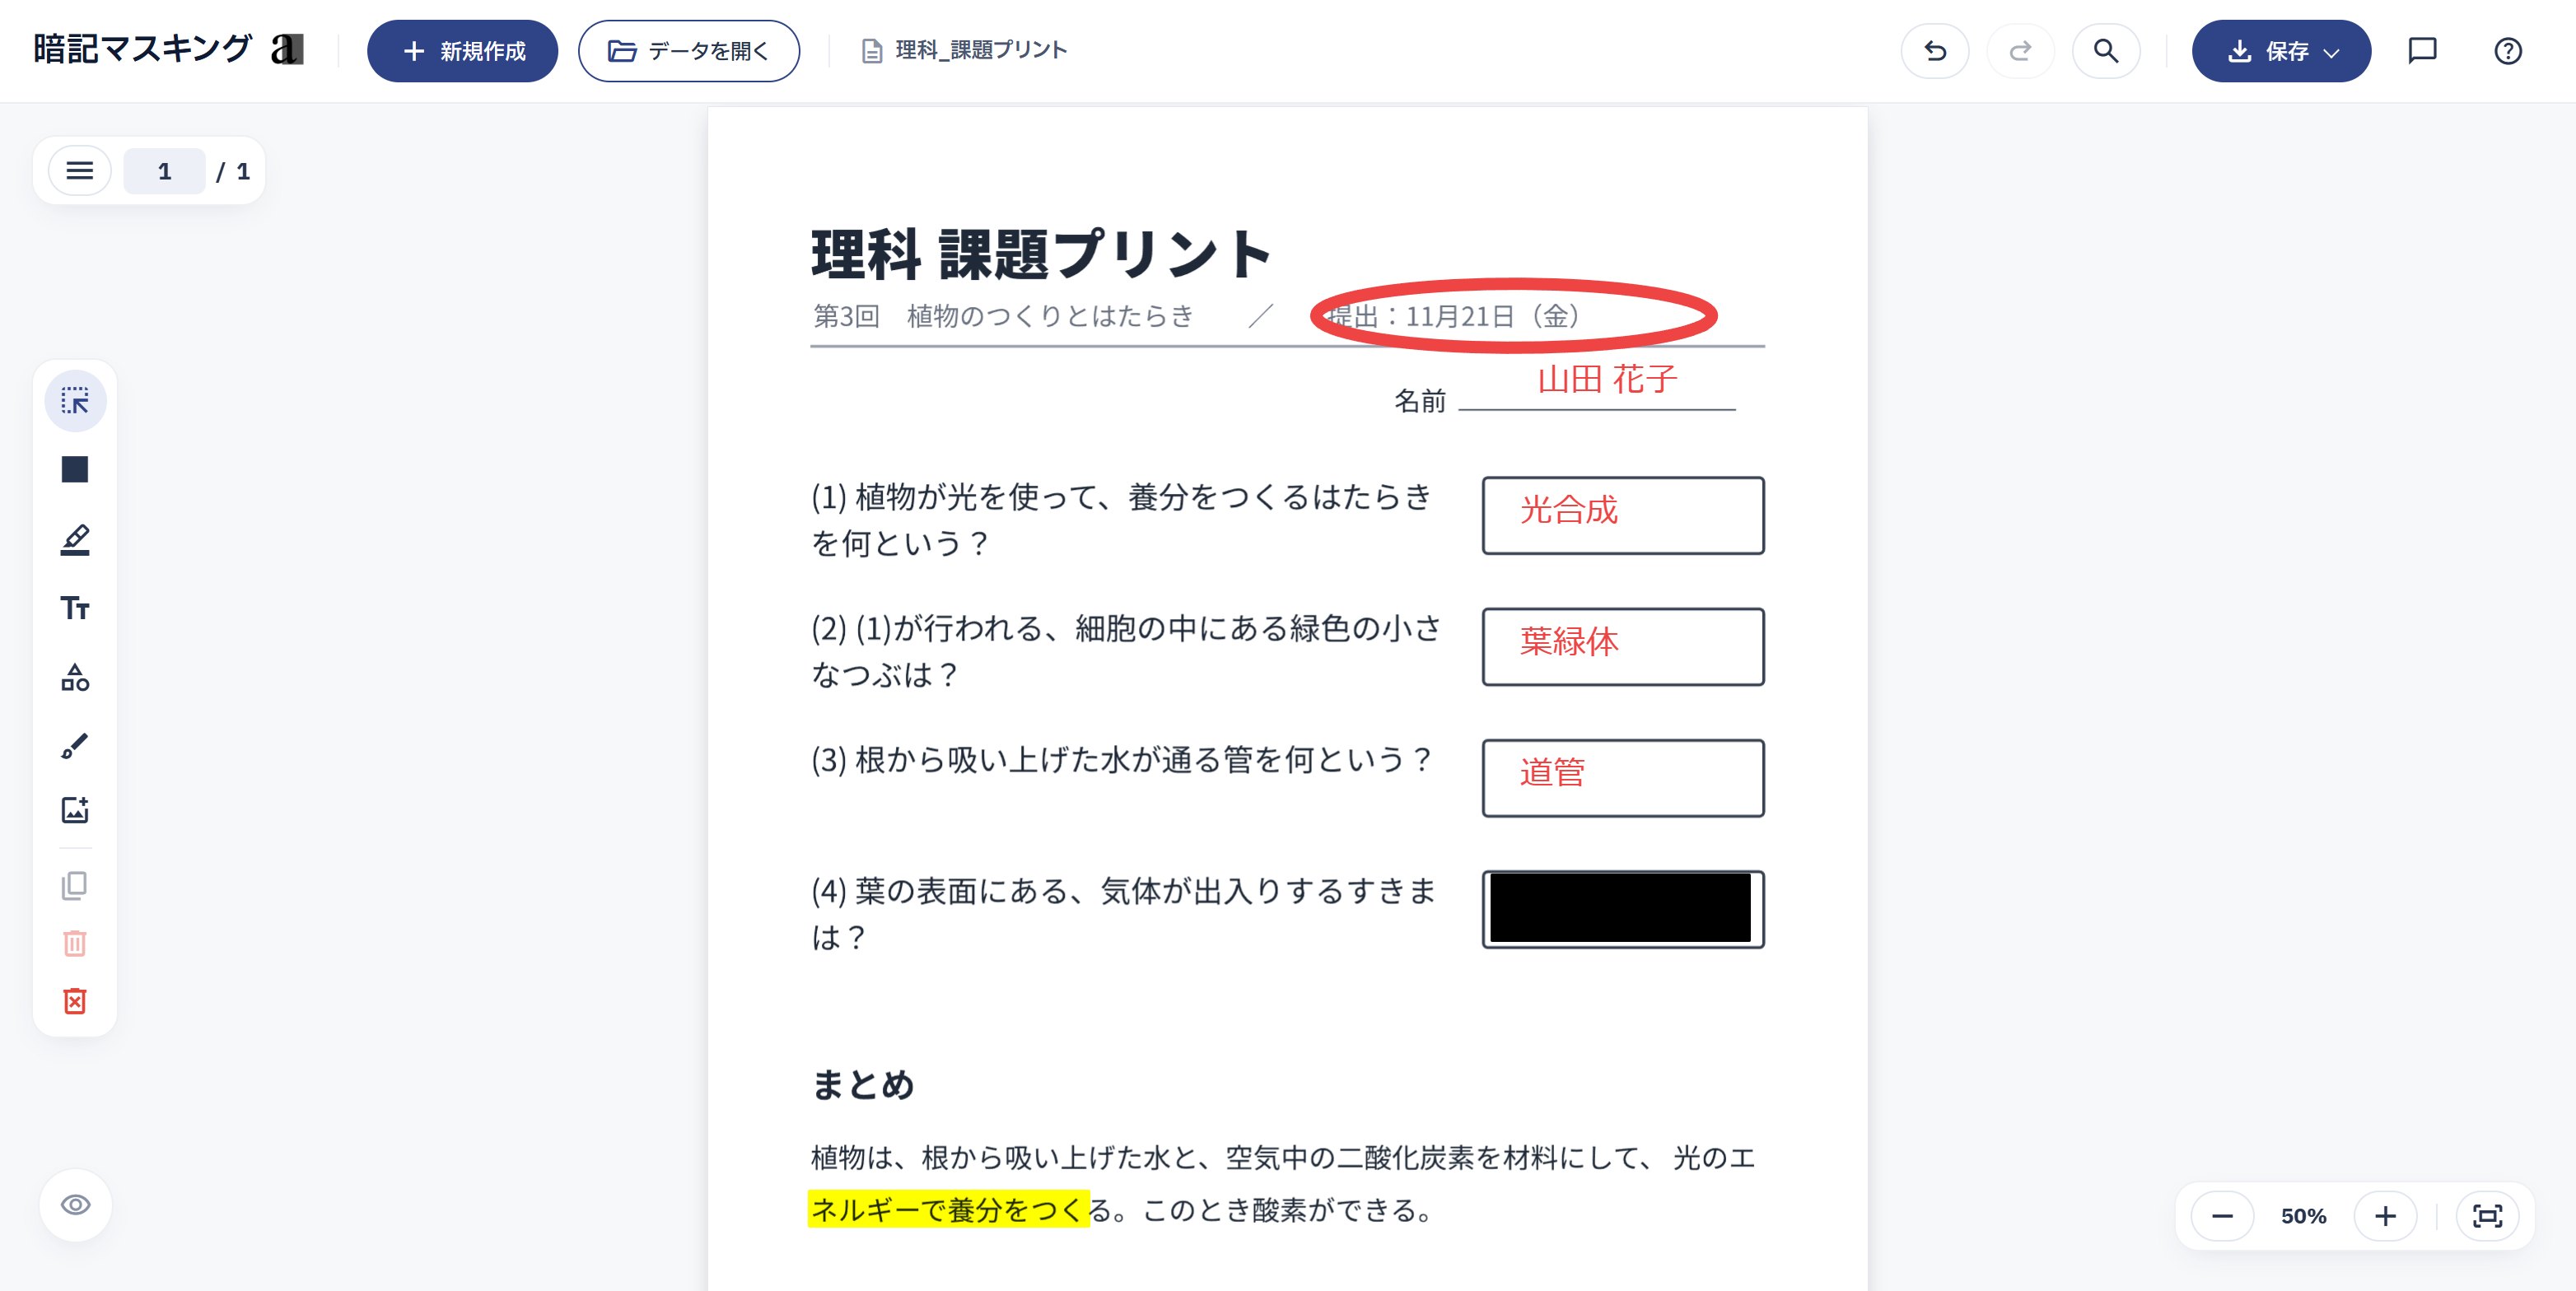 暗記マスキング a
新規作成
データを開く
理科_課題プリント
保存
1 / 1
理科 課題プリント
第3回 植物のつくりとはたらき ／ 提出：11月21日（金）
名前 山田 花子
(1) 植物が光を使って、養分をつくるはたらき
を何という？
光合成
(2) (1)が行われる、細胞の中にある緑色の小さ
なつぶは？
葉緑体
(3) 根から吸い上げた水が通る管を何という？
道管
(4) 葉の表面にある、気体が出入りするすきま
は？
まとめ
植物は、根から吸い上げた水と、空気中の二酸化炭素を材料にして、 光のエ
ネルギーで養分をつくる。このとき酸素ができる。
Tт
50%